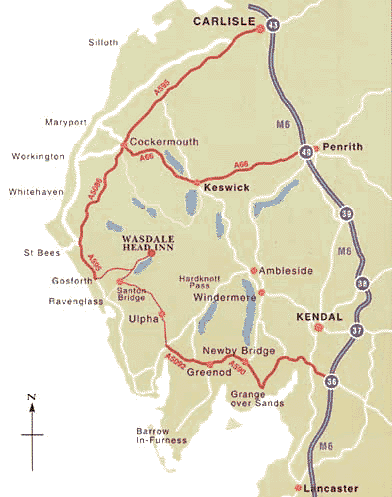 CARLISLE
43
Silloth
A595
Maryport
M6
Cockermouth
Workington
A66
A66
40
Penrith
Keswick
Whitehaven
A5086
39
WASDALE
HEAD INN
St Bees
M6
A595
Ambleside
Gosforth
Hardknott
Pass
38
Santon
Bridge
Windermere
Ravenglass
Ulpha
KENDAL
37
Newby Bridge
A5092
A590
Greenod
36
Grange
over Sands
N
Barrow
In-Furness
M6
Lancaster